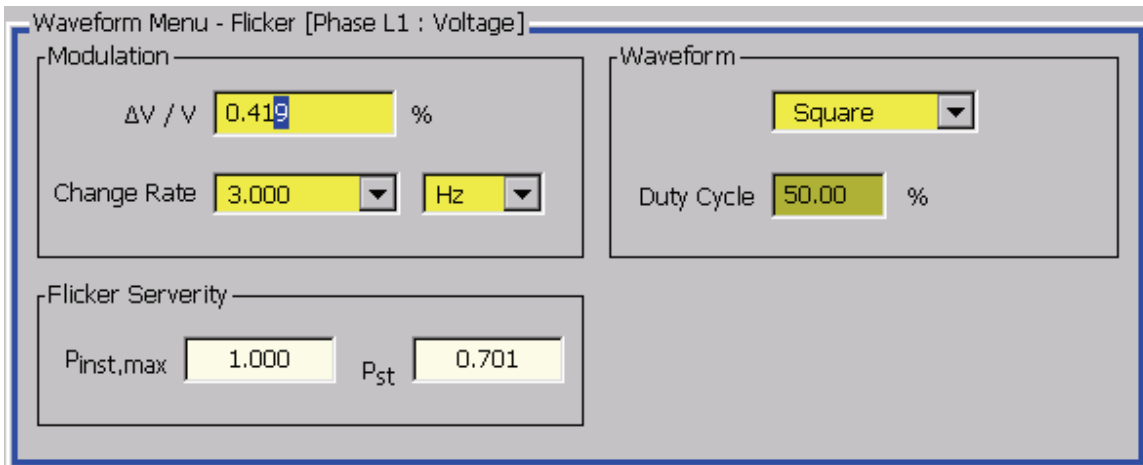 Waveform Menu - Flicker [Phase L1 : Voltage]
Modulation
ΔV / V 0.419 %
Change Rate 3.000 Hz
Waveform
Square
Duty Cycle 50.00 %
Flicker Serverity
Pinst,max 1.000 Pst 0.701